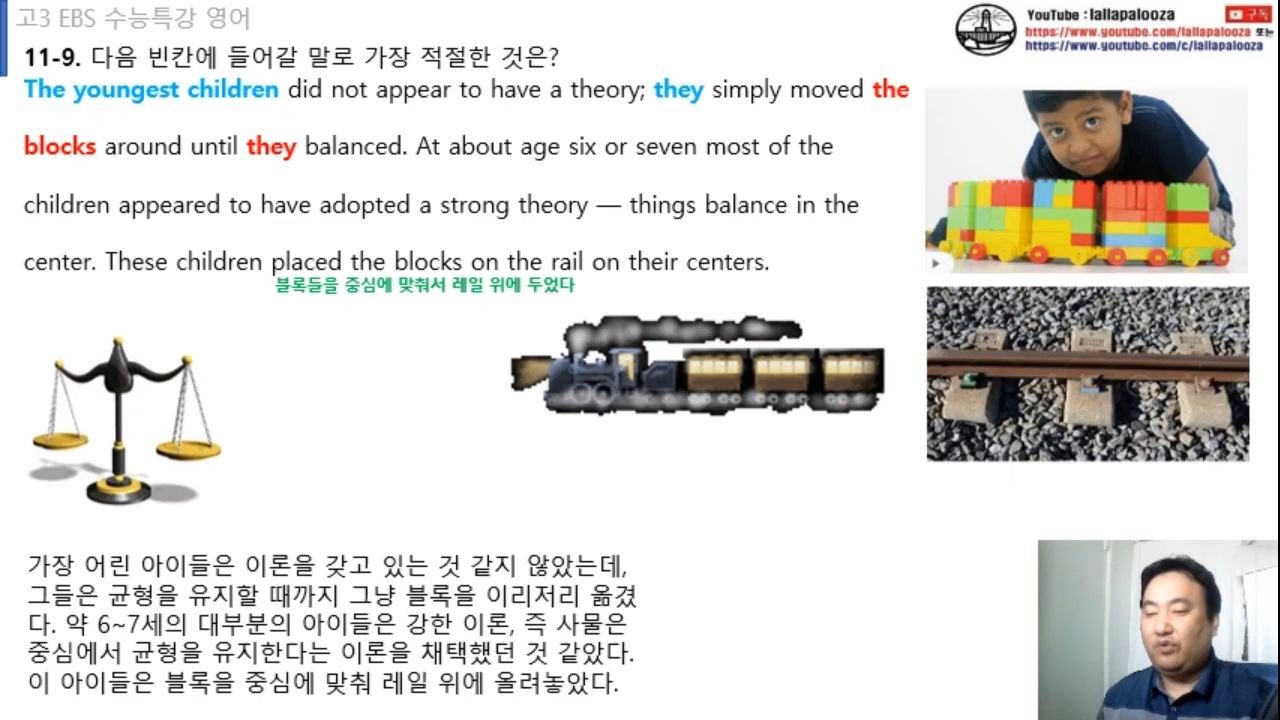 고3 EBS 수능특강 영어
YouTube : lallapalooza
구독
https://www.youtube.com/lallapalooza 또는
https://www.youtube.com/c/lallapalooza
11-9. 다음 빈칸에 들어갈 말로 가장 적절한 것은?
The youngest children did not appear to have a theory; they simply moved the
blocks around until they balanced. At about age six or seven most of the
children appeared to have adopted a strong theory — things balance in the
center. These children placed the blocks on the rail on their centers.
블록들을 중심에 맞춰서 레일 위에 두었다
가장 어린 아이들은 이론을 갖고 있는 것 같지 않았는데,
그들은 균형을 유지할 때까지 그냥 블록을 이리저리 옮겼
다. 약 6~7세의 대부분의 아이들은 강한 이론, 즉 사물은
중심에서 균형을 유지한다는 이론을 채택했던 것 같았다.
이 아이들은 블록을 중심에 맞춰 레일 위에 올려놓았다.